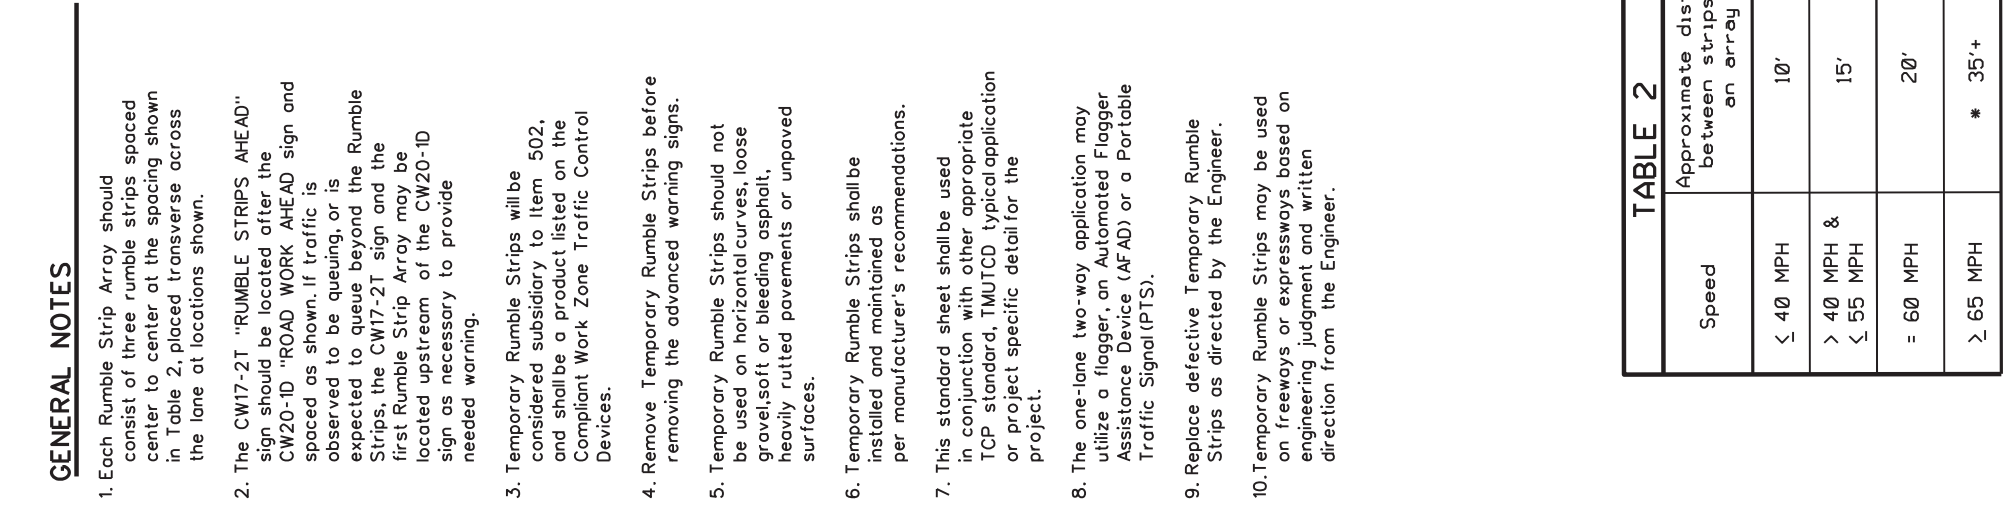 GENERAL NOTES
1. Each Rumble Strip Array should
consist of three rumble strips spaced
center to center at the spacing shown
in Table 2, placed transverse across
the lane at locations shown.
2. The CW17-2T "RUMBLE STRIPS AHEAD"
sign should be located after the
CW20-1D "ROAD WORK AHEAD sign and
spaced as shown. If traffic is
observed to be queuing, or is
expected to queue beyond the Rumble
Strips, the CW17-2T sign and the
first Rumble Strip Array may be
located upstream of the CW20-1D
sign as necessary to provide
needed warning.
3. Temporary Rumble Strips will be
considered subsidiary to Item 502,
and shall be a product listed on the
Compliant Work Zone Traffic Control
Devices.
4. Remove Temporary Rumble Strips before
removing the advanced warning signs.
5. Temporary Rumble Strips should not
be used on horizontal curves, loose
gravel,soft or bleeding asphalt,
heavily rutted pavements or unpaved
surfaces.
6. Temporary Rumble Strips shall be
installed and maintained as
per manufacturer's recommendations.
7. This standard sheet shall be used
in conjunction with other appropriate
TCP standard, TMUTCD typical application
or project specific detail for the
project.
8. The one-lane two-way application may
utilize a flagger, an Automated Flagger
Assistance Device (AFAD) or a Portable
Traffic Signal (PTS).
9. Replace defective Temporary Rumble
Strips as directed by the Engineer.
10.Temporary Rumble Strips may be used
on freeways or expressways based on
engineering judgment and written
direction from the Engineer.
TABLE 2
Speed
Approximate dis
between strips
an array
≤ 40 MPH
10'
> 40 MPH &
≤ 55 MPH
15'
= 60 MPH
20'
≥ 65 MPH
* 35'+